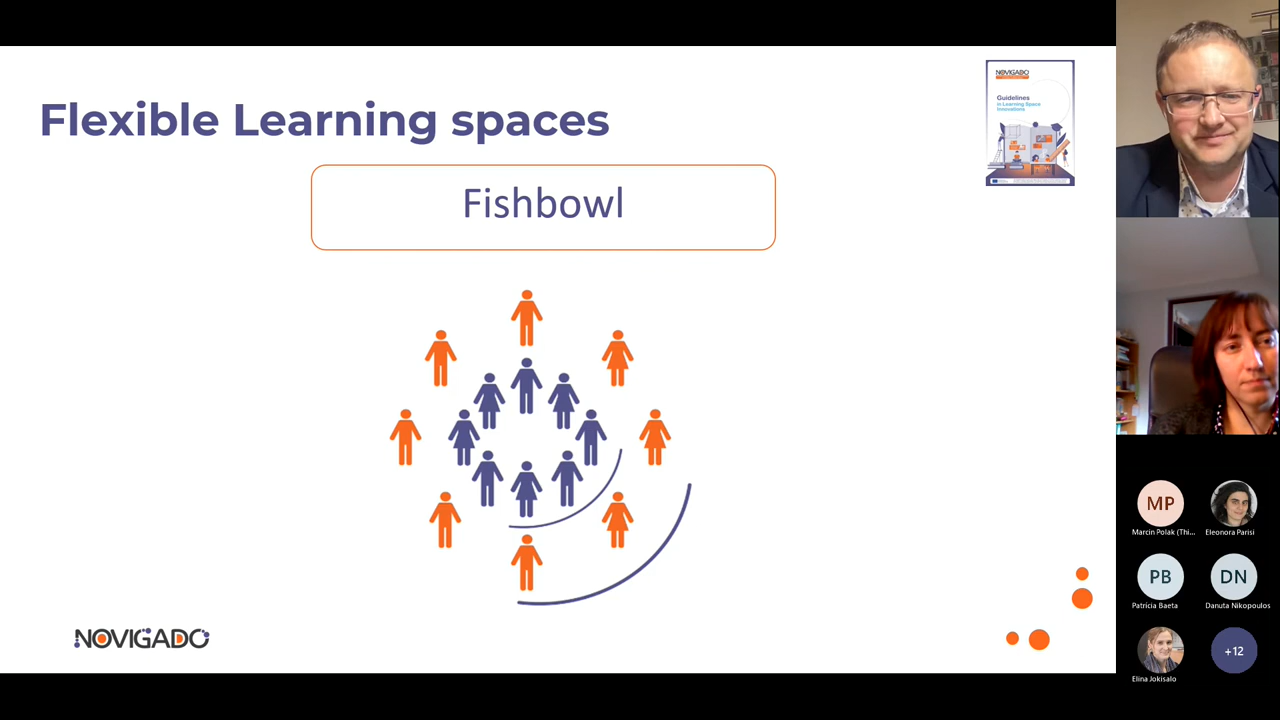 Flexible Learning spaces
NOVIGADO
Guidelines
in Learning Space
Innovations
Fishbowl
NOVIGADO
MP
Marcin Polak (Thi...
Eleonora Parisi
PB
DN
Patrícia Baeta
Danuta Nikopoulos
+12
Elina Jokisalo